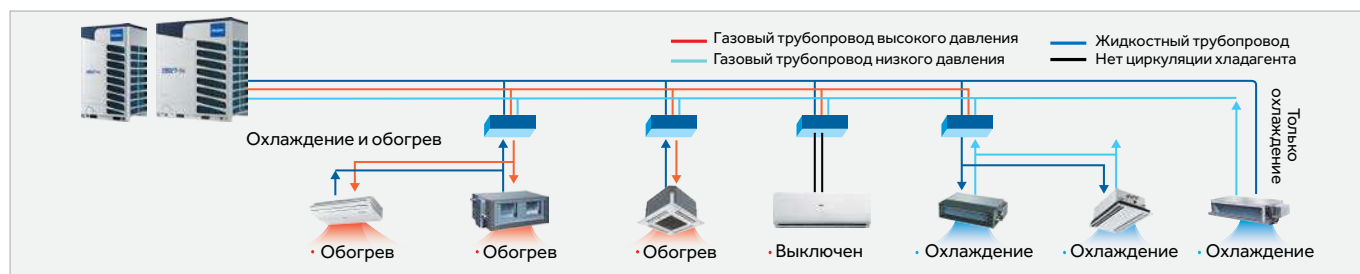 Газовый трубопровод высокого давления
Жидкостный трубопровод
Газовый трубопровод низкого давления
Нет циркуляции хладагента
Охлаждение и обогрев
Только
охлаждение
• Обогрев
• Обогрев
• Обогрев
• Выключен
• Охлаждение
• Охлаждение
• Охлаждение